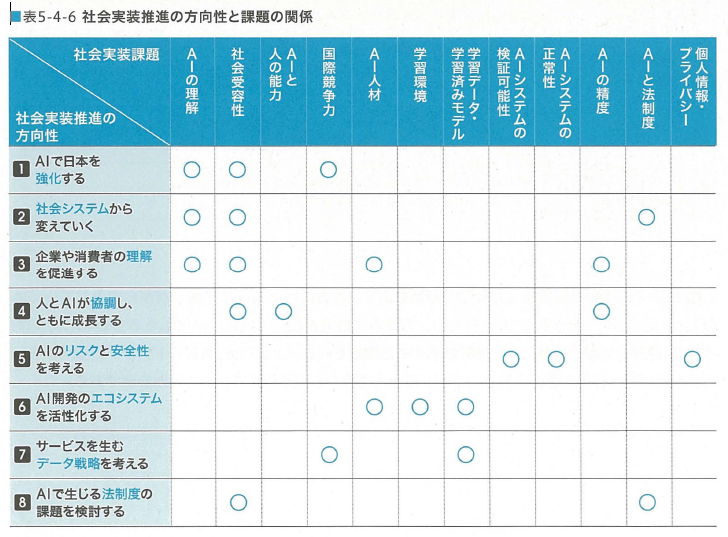 ■表5-4-6 社会実装推進の方向性と課題の関係
社会実装課題
社会実装推進の
方向性
AIの理解
社会受容性
AIと
人の能力
国際競争力
AI人材
学習環境
学習データ・
学習済みモデル
AIシステムの
検証可能性
AIシステムの
正常性
AIの精度
AIと法制度
個人情報・
プライバシー
1 AIで日本を
強化する
○ ○ ○
2 社会システムから
変えていく
○ ○ ○
3 企業や消費者の理解
を促進する
○ ○ ○ ○
4 人とAIが協調し、
ともに成長する
○ ○ ○
5 AIのリスクと安全性
を考える
○ ○ ○
6 AI開発のエコシステム
を活性化する
○ ○ ○
7 サービスを生む
データ戦略を考える
○ ○
8 AIで生じる法制度の
課題を検討する
○ ○